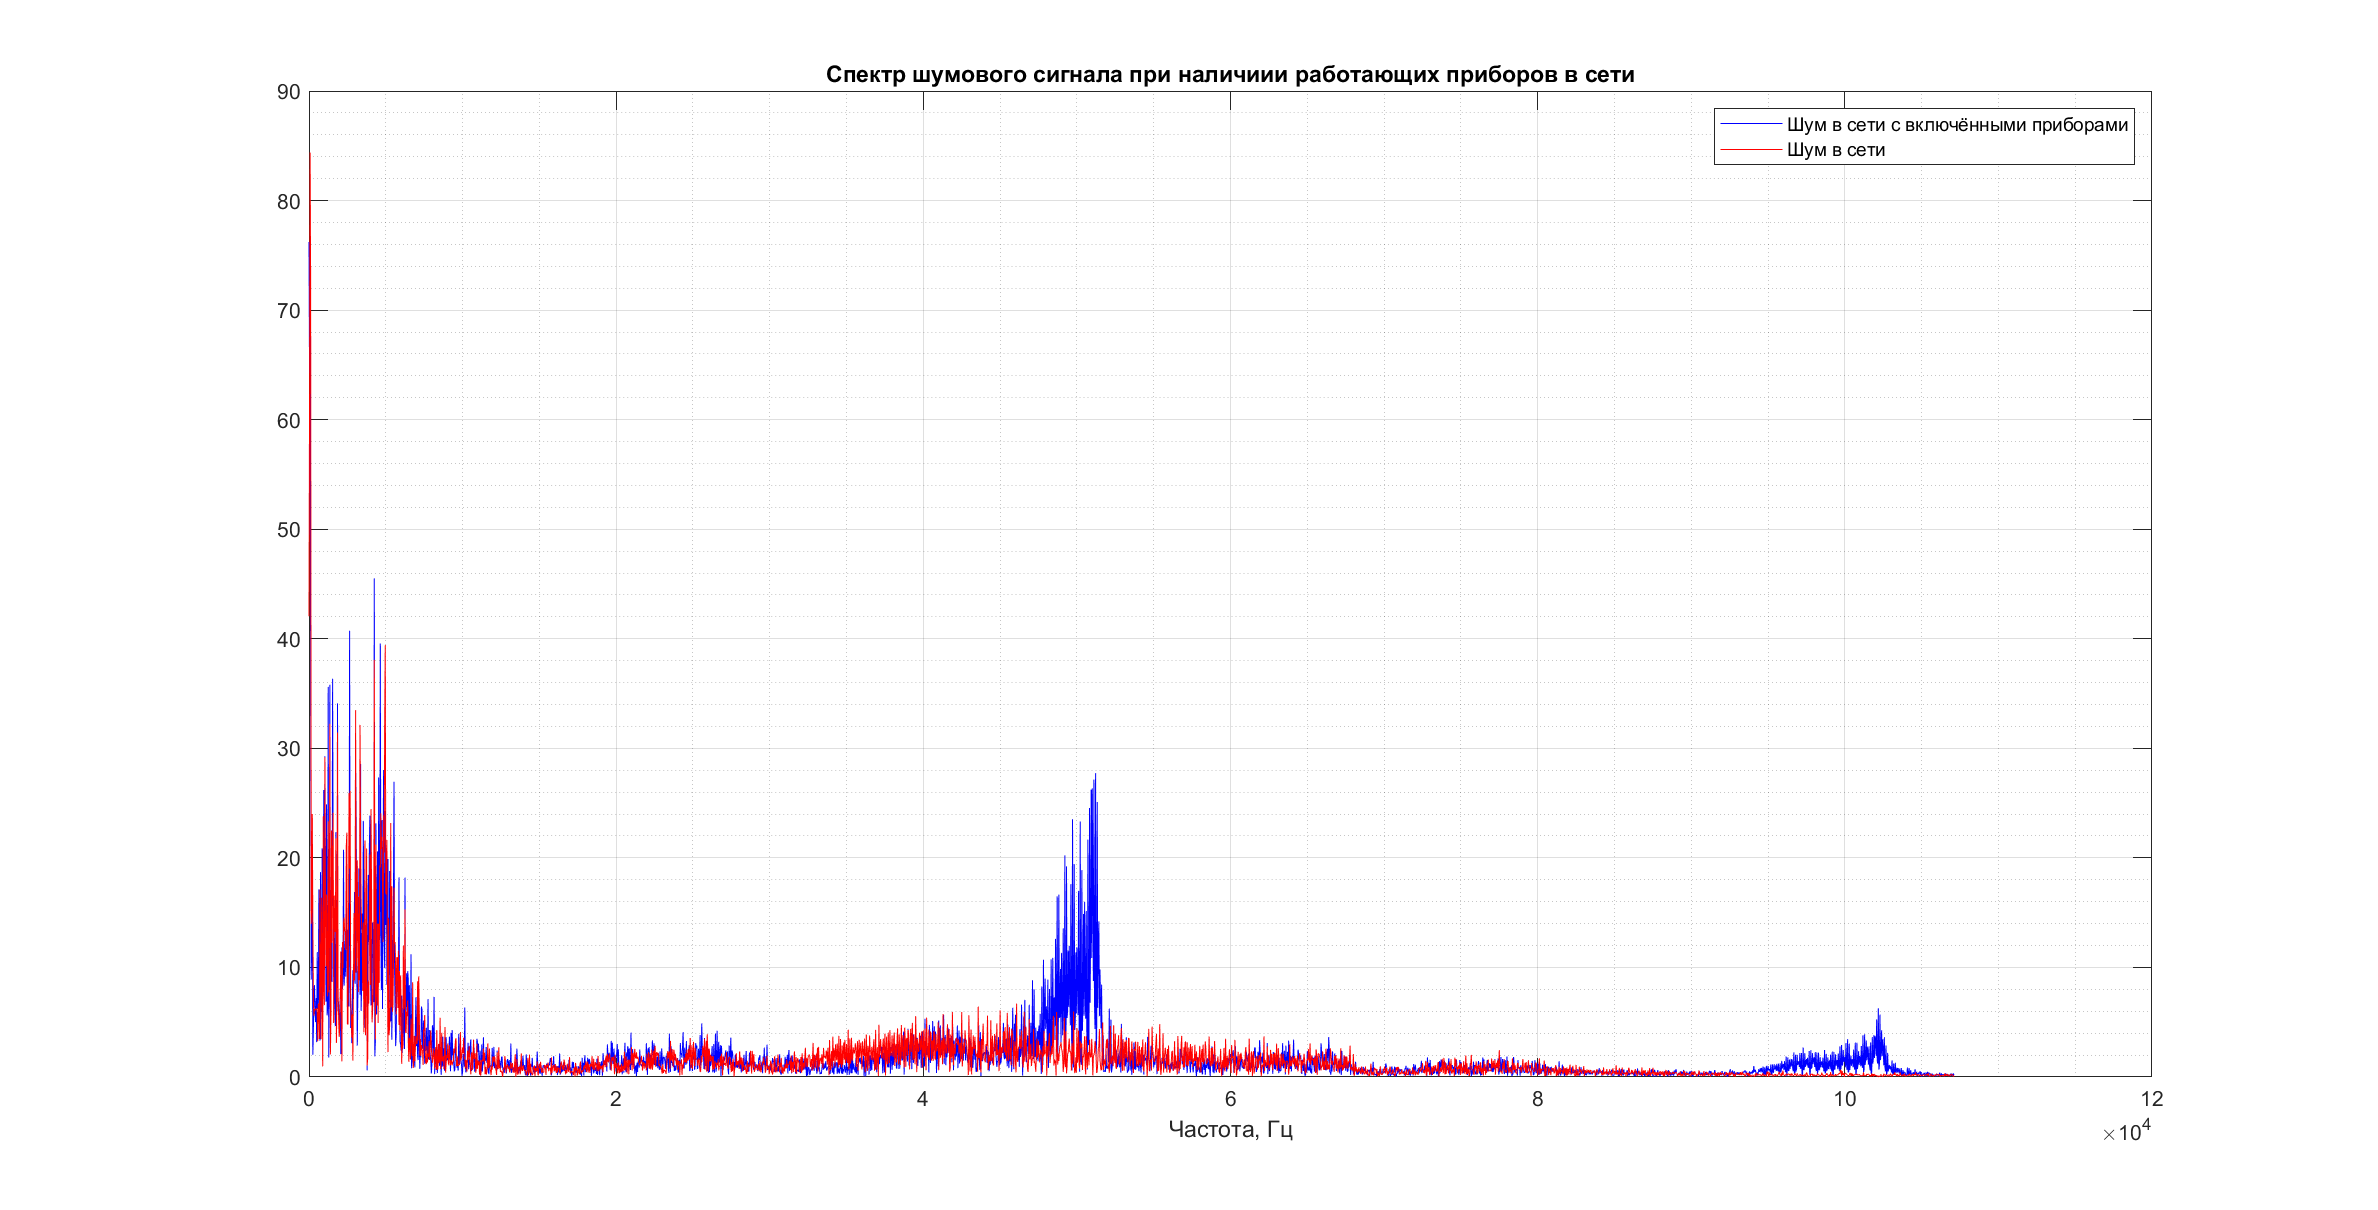 Спектр шумового сигнала при наличиии работающих приборов в сети
90
Шум в сети с включёнными приборами
Шум в сети
80
70
60
50
40
30
20
10
0
0 2 4 6 8 10 12
Частота, Гц
×10⁴